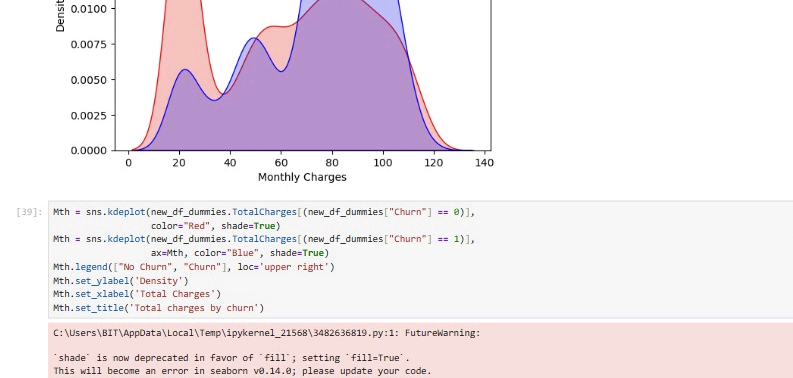 0.0100
Densi
0.0075
0.0050
0.0025
0.0000
0 20 40 60 80 100 120 140
Monthly Charges
[39]: Mth = sns.kdeplot(new_df_dummies.TotalCharges[(new_df_dummies["Churn"] == 0)],
color="Red", shade=True)
Mth = sns.kdeplot(new_df_dummies.TotalCharges[(new_df_dummies["Churn"] == 1)],
ax=Mth, color="Blue", shade=True)
Mth.legend(["No Churn", "Churn"], loc='upper right')
Mth.set_ylabel('Density')
Mth.set_xlabel('Total Charges')
Mth.set_title('Total charges by churn')
C:\Users\BIT\AppData\Local\Temp\ipykernel_21568\3482636819.py:1: FutureWarning:
`shade` is now deprecated in favor of `fill`; setting `fill=True`.
This will become an error in seaborn v0.14.0; please update your code.